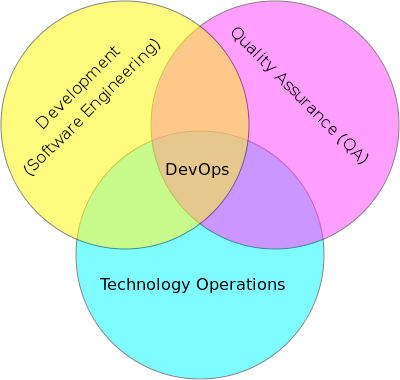 Development
(Software Engineering)
Quality Assurance (QA)
DevOps
Technology Operations